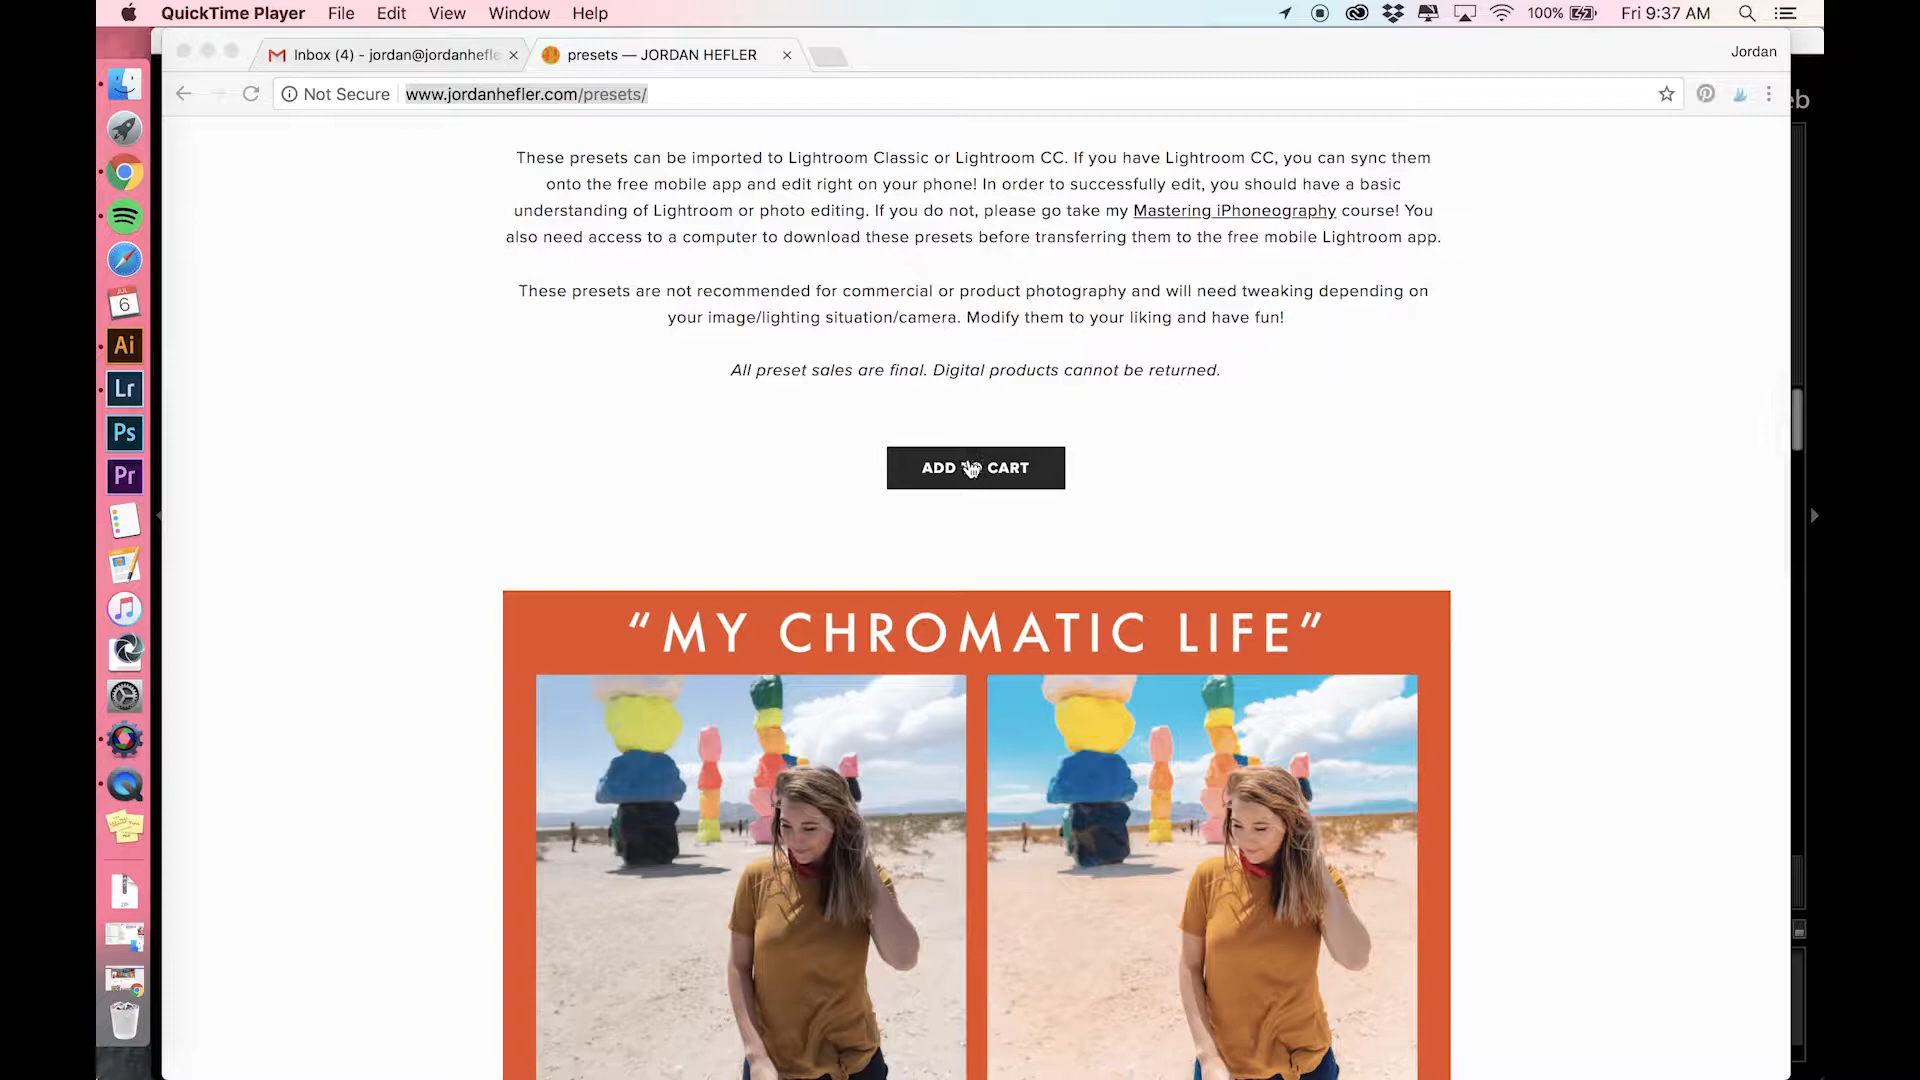 QuickTime Player File Edit View Window Help 100% Fri 9:37 AM
Inbox (4) - jordan@jordanhefle
presets — JORDAN HEFLER
Jordan
Not Secure www.jordanhefler.com/presets/
eb
These presets can be imported to Lightroom Classic or Lightroom CC. If you have Lightroom CC, you can sync them
onto the free mobile app and edit right on your phone! In order to successfully edit, you should have a basic
understanding of Lightroom or photo editing. If you do not, please go take my Mastering iPhoneography course! You
also need access to a computer to download these presets before transferring them to the free mobile Lightroom app.
These presets are not recommended for commercial or product photography and will need tweaking depending on
your image/lighting situation/camera. Modify them to your liking and have fun!
All preset sales are final. Digital products cannot be returned.
ADD TO CART
"MY CHROMATIC LIFE"
JUL
6
Ai
Lr
Ps
Pr
ZIP